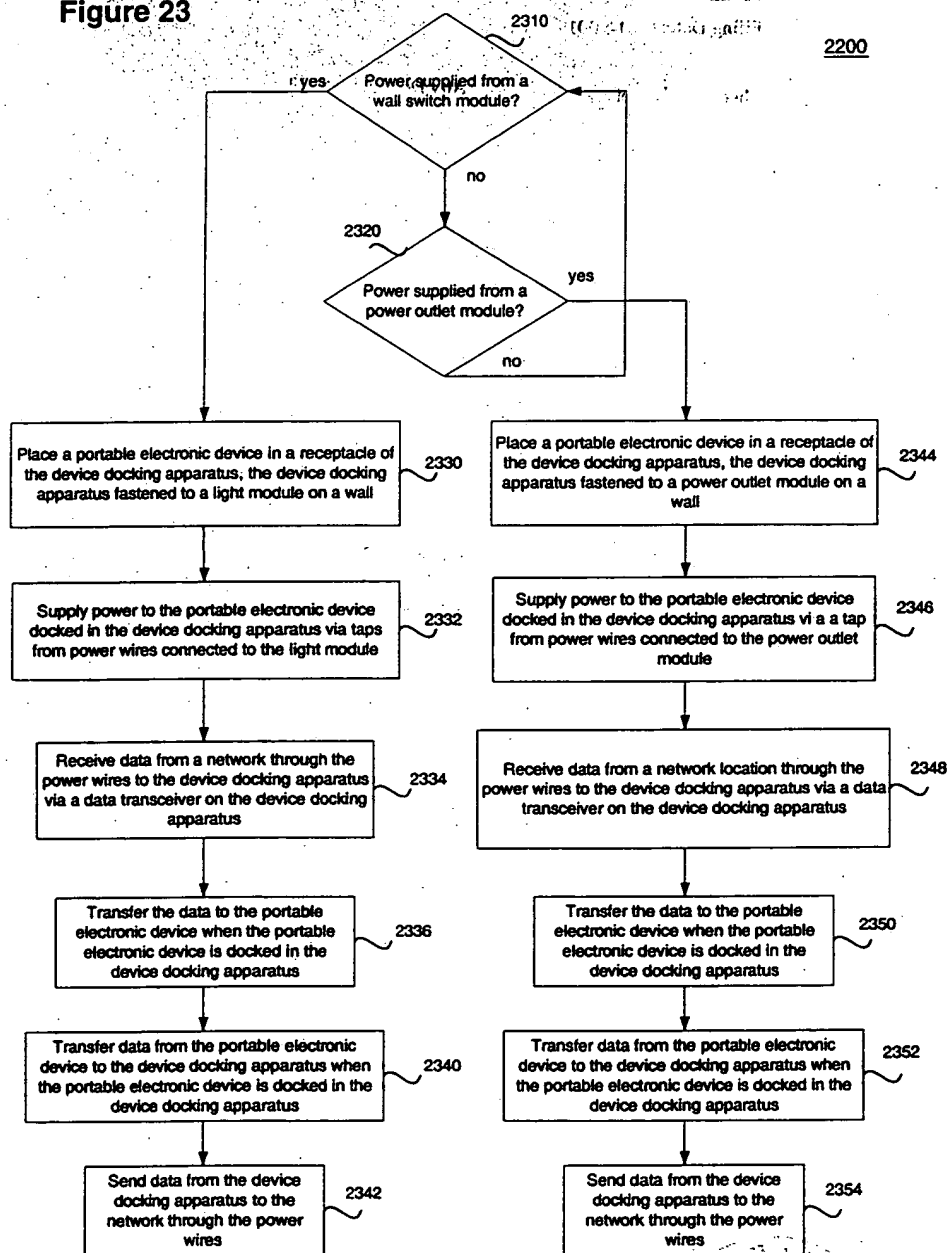 Figure 23
2310
2200
yes
Power supplied from a
wall switch module?
no
2320
yes
Power supplied from a
power outlet module?
no
Place a portable electronic device in a receptacle of
the device docking apparatus, the device docking
apparatus fastened to a light module on a wall
2330
Place a portable electronic device in a receptacle of
the device docking apparatus, the device docking
apparatus fastened to a power outlet module on a
wall
2344
Supply power to the portable electronic device
docked in the device docking apparatus via taps
from power wires connected to the light module
2332
Supply power to the portable electronic device
docked in the device docking apparatus vi a a tap
from power wires connected to the power outlet
module
2346
Receive data from a network through the
power wires to the device docking apparatus
via a data transceiver on the device docking
apparatus
2334
Receive data from a network location through the
power wires to the device docking apparatus via a data
transceiver on the device docking apparatus
2348
Transfer the data to the portable
electronic device when the portable
electronic device is docked in the
device docking apparatus
2336
Transfer the data to the portable
electronic device when the portable
electronic device is docked in the
device docking apparatus
2350
Transfer data from the portable electronic
device to the device docking apparatus when
the portable electronic device is docked in the
device docking apparatus
2340
Transfer data from the portable electronic
device to the device docking apparatus when
the portable electronic device is docked in the
device docking apparatus
2352
Send data from the device
docking apparatus to the
network through the power
wires
2342
Send data from the device
docking apparatus to the
network through the power
wires
2354